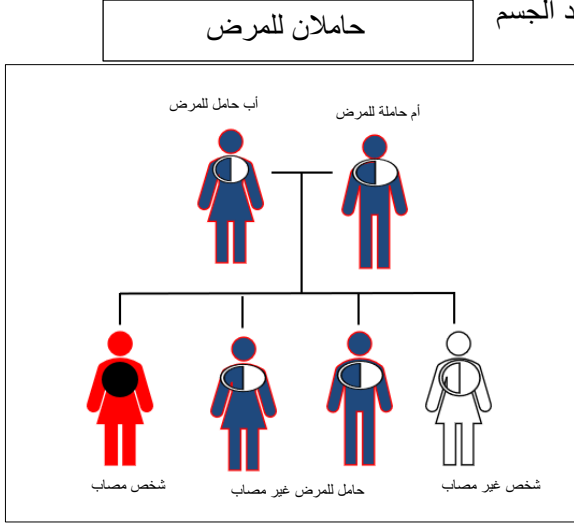 د الجسم
حاملان للمرض
أم حاملة للمرض
أب حامل للمرض
شخص غير مصاب
حامل للمرض غير مصاب
شخص مصاب